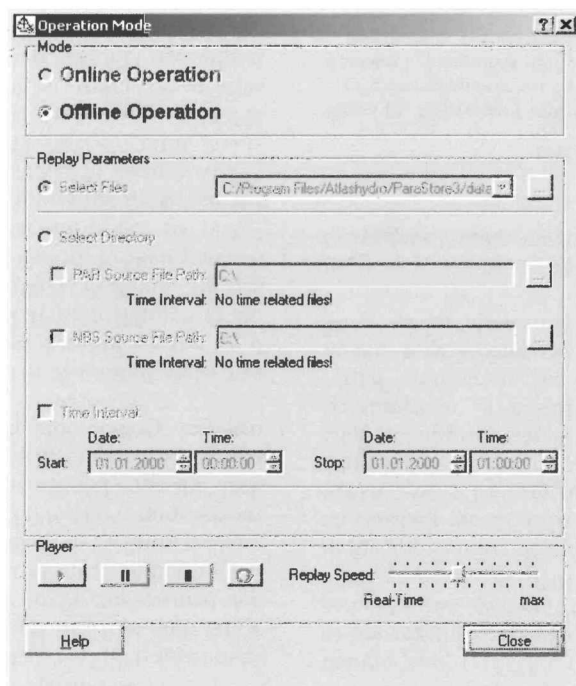 Operation Mode
Mode
Online Operation
Offline Operation
Replay Parameters
Select Files C:/Program Files/Atlashydro/ParaStore3/data
Select Directory
PAR Source File Path: C:\
Time Interval: No time related files!
NBS Source File Path: C:\
Time Interval: No time related files!
Time Interval
Date: Time: Date: Time:
Start: 01.01.2000 00:00:00 Stop: 01.01.2000 01:00:00
Player
Replay Speed:
Real-Time max
Help Close